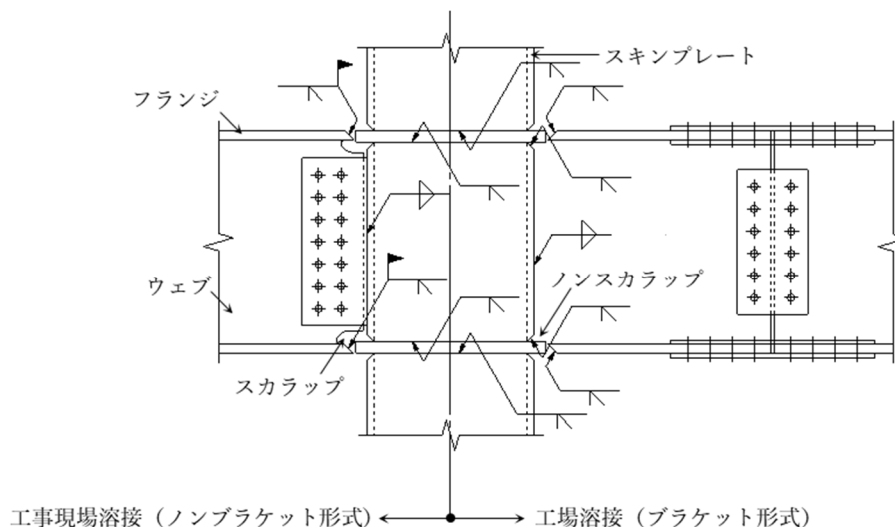 スキンプレート
フランジ
ウェブ
ノンスカラップ
スカラップ
工事現場溶接（ノンブラケット形式）
工場溶接（ブラケット形式）